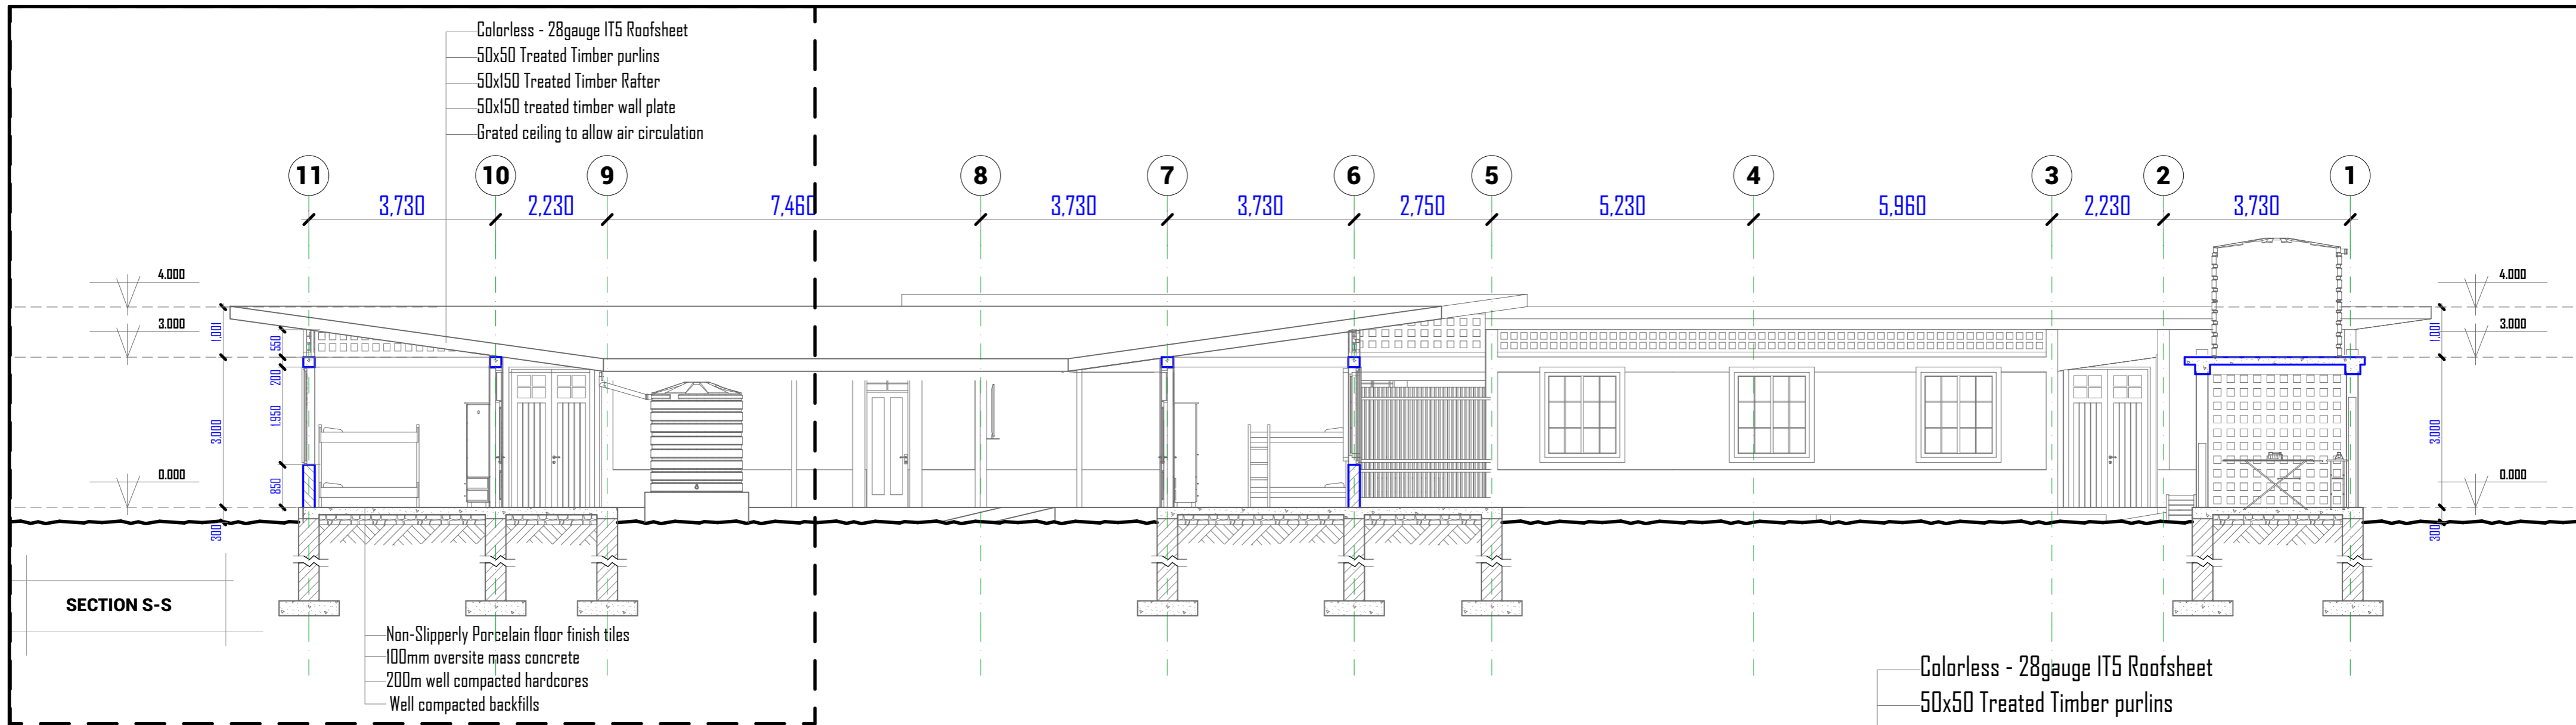 Colorless - 28gauge IT5 Roofsheet
50x50 Treated Timber purlins
50x150 Treated Timber Rafter
50x150 treated timber wall plate
Grated ceiling to allow air circulation
11 10 9 8 7 6 5 4 3 2 1
3,730 2,230 7,460 3,730 3,730 2,750 5,230 5,960 2,230 3,730
4.000 4.000
3.000 3.000
1.001 550 1.001
200
1,950
3.000 3.000
0.000 0.000
850
300 300
SECTION S-S
Non-Slipperly Porcelain floor finish tiles
100mm oversite mass concrete
200m well compacted hardcores
Well compacted backfills
Colorless - 28gauge IT5 Roofsheet
50x50 Treated Timber purlins